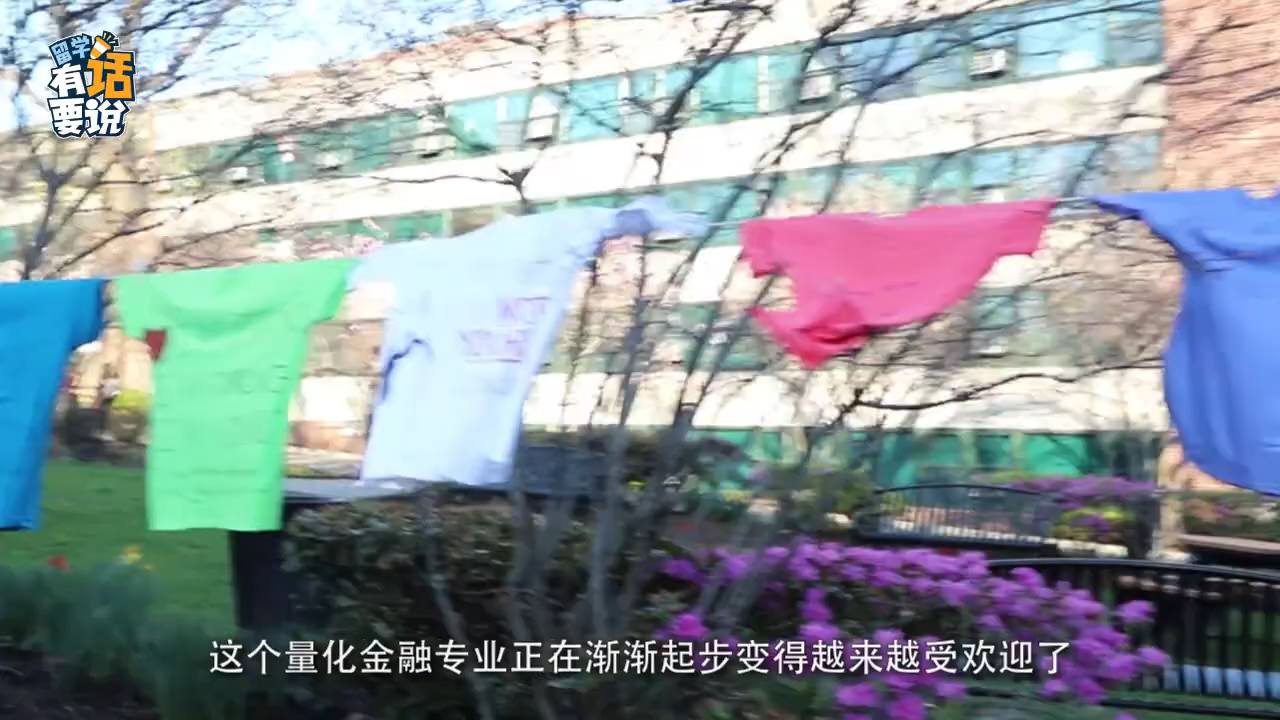 留学
有话
要说
这个量化金融专业正在渐渐起步变得越来越受欢迎了